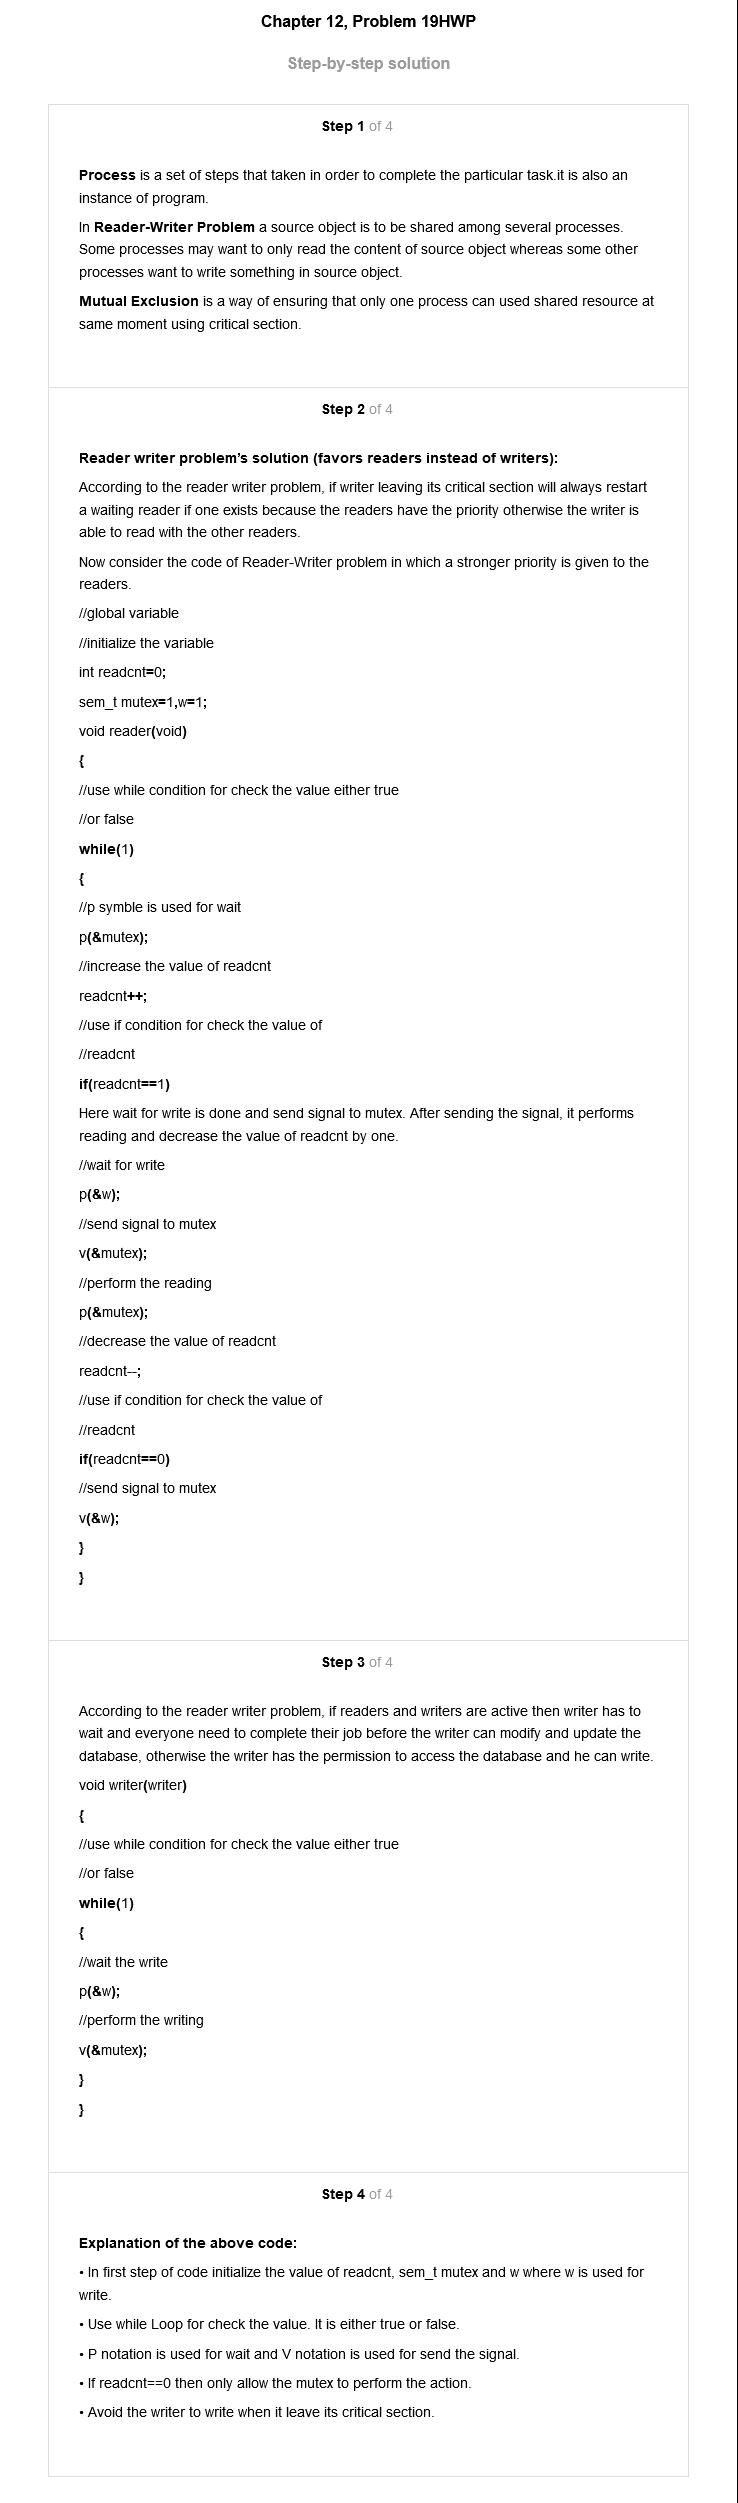 Chapter 12, Problem 19HWP
Step-by-step solution
Step 1 of 4
Process is a set of steps that taken in order to complete the particular task.it is also an
instance of program.
In Reader-Writer Problem a source object is to be shared among several processes.
Some processes may want to only read the content of source object whereas some other
processes want to write something in source object.
Mutual Exclusion is a way of ensuring that only one process can used shared resource at
same moment using critical section.
Step 2 of 4
Reader writer problem's solution (favors readers instead of writers):
According to the reader writer problem, if writer leaving its critical section will always restart
a waiting reader if one exists because the readers have the priority otherwise the writer is
able to read with the other readers.
Now consider the code of Reader-Writer problem in which a stronger priority is given to the
readers.
//global variable
//initialize the variable
int readcnt=0;
sem_t mutex=1,w=1;
void reader(void)
{
//use while condition for check the value either true
//or false
while(1)
{
//p symble is used for wait
p(&mutex);
//increase the value of readcnt
readcnt++;
//use if condition for check the value of
//readcnt
if(readcnt==1)
Here wait for write is done and send signal to mutex. After sending the signal, it performs
reading and decrease the value of readcnt by one.
//wait for write
p(&w);
//send signal to mutex
v(&mutex);
//perform the reading
p(&mutex);
//decrease the value of readcnt
readcnt--;
//use if condition for check the value of
//readcnt
if(readcnt==0)
//send signal to mutex
v(&w);
}
}
Step 3 of 4
According to the reader writer problem, if readers and writers are active then writer has to
wait and everyone need to complete their job before the writer can modify and update the
database, otherwise the writer has the permission to access the database and he can write.
void writer(writer)
{
//use while condition for check the value either true
//or false
while(1)
{
//wait the write
p(&w);
//perform the writing
v(&mutex);
}
}
Step 4 of 4
Explanation of the above code:
• In first step of code initialize the value of readcnt, sem_t mutex and w where w is used for
write.
• Use while Loop for check the value. It is either true or false.
• P notation is used for wait and V notation is used for send the signal.
• If readcnt==0 then only allow the mutex to perform the action.
• Avoid the writer to write when it leave its critical section.